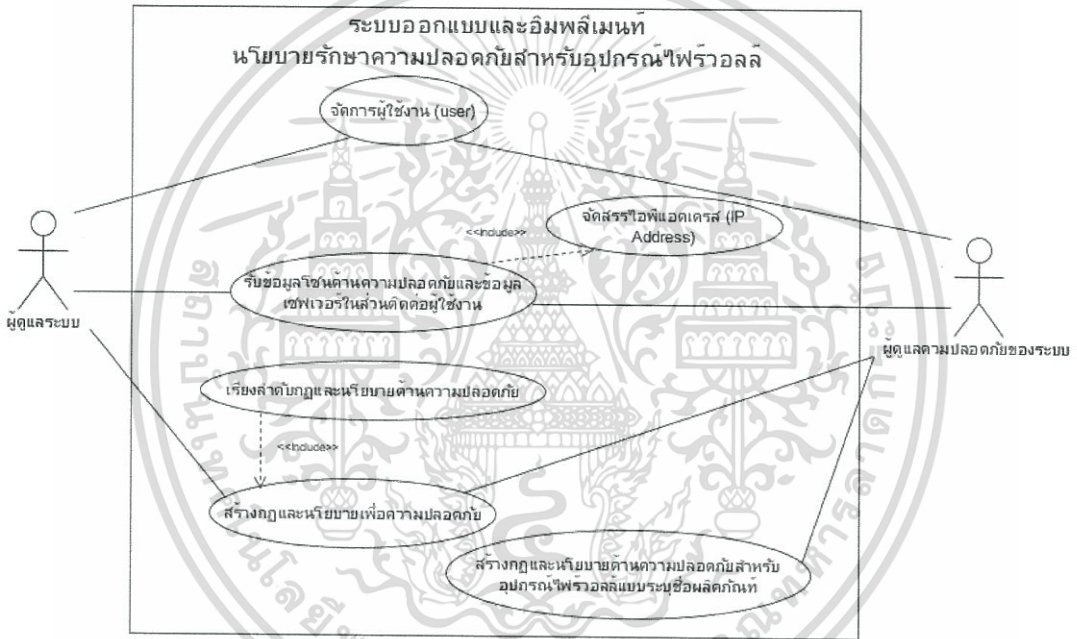 ระบบออกแบบและอิมพลีเมนท์
นโยบายรักษาความปลอดภัยสำหรับอุปกรณ์ไฟร์วอลล์
จัดการผู้ใช้งาน (user)
จัดสรรไอพีแอดเดรส (IP
Address)
<<include>>
รับข้อมูลโซนด้านความปลอดภัยและข้อมูล
เซฟเวอร์ในส่วนติดต่อผู้ใช้งาน
ผู้ดูแลระบบ
ผู้ดูแลความปลอดภัยของระบบ
เรียงลำดับกฏและนโยบายด้านความปลอดภัย
<<include>>
สร้างกฏและนโยบายเพื่อความปลอดภัย
สร้างกฏและนโยบายด้านความปลอดภัยสำหรับ
อุปกรณ์ไฟร์วอลล์แบบระบุชื่อผลิตภัณฑ์